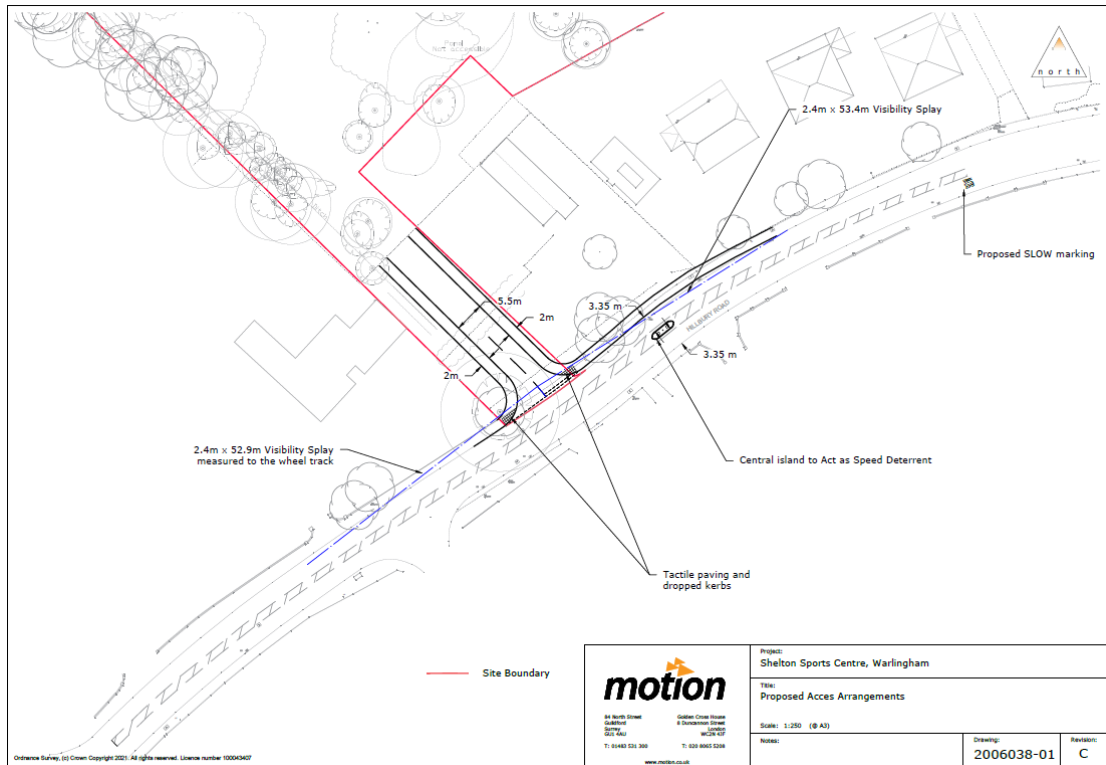 Pond
Not accessible
north
2.4m x 53.4m Visibility Splay
Proposed SLOW marking
5.5m
2m
3.35 m
HILLBURY ROAD
3.35 m
2m
2.4m x 52.9m Visibility Splay
measured to the wheel track
Central island to Act as Speed Deterrent
Tactile paving and
dropped kerbs
Site Boundary
motion
84 North Street
Guildford
Surrey
GU1 4AU
T: 01483 531 300
Golden Cross House
8 Duncannon Street
London
WC2N 4JF
T: 020 8065 5208
www.motion.co.uk
Project:
Shelton Sports Centre, Warlingham
Title:
Proposed Acces Arrangements
Scale: 1:250 (@ A3)
Notes:
Drawing:
2006038-01
Revision:
C
Ordnance Survey, (c) Crown Copyright 2021. All rights reserved. Licence number 100043407